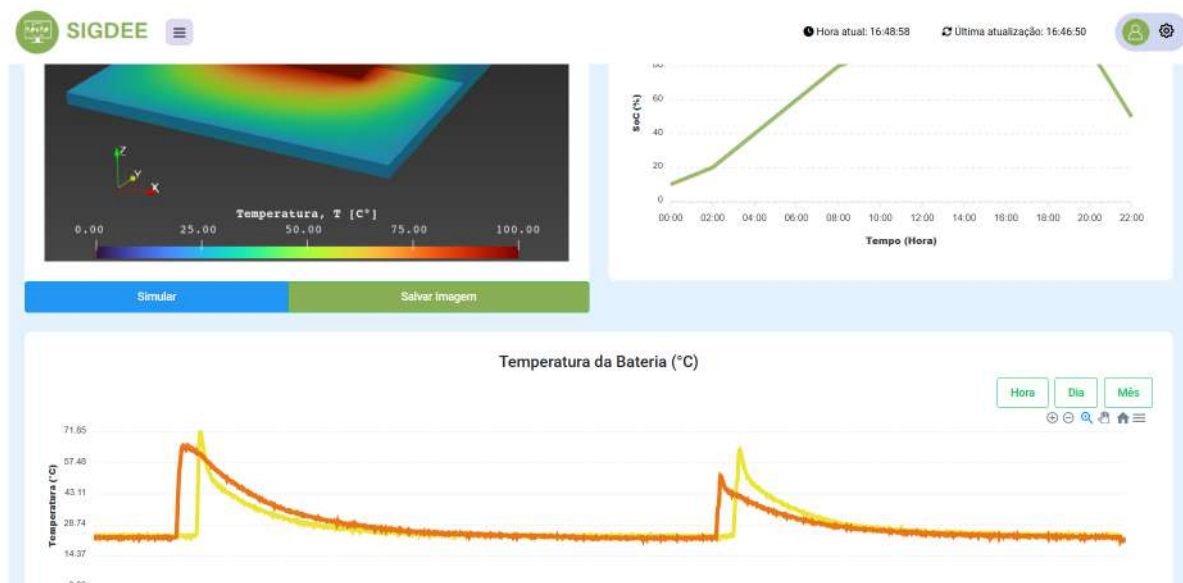 SIGDEE
Hora atual: 16:48:58
Última atualização: 16:46:50
Z
Y
X
Temperatura, T [C°]
0.00 25.00 50.00 75.00 100.00
Simular
Salvar Imagem
SoC (%)
60
40
20
0
00:00 02:00 04:00 06:00 08:00 10:00 12:00 14:00 16:00 18:00 20:00 22:00
Tempo (Hora)
Temperatura da Bateria (°C)
Hora Dia Mês
Temperatura (°C)
71.85
57.48
43.11
28.74
14.37